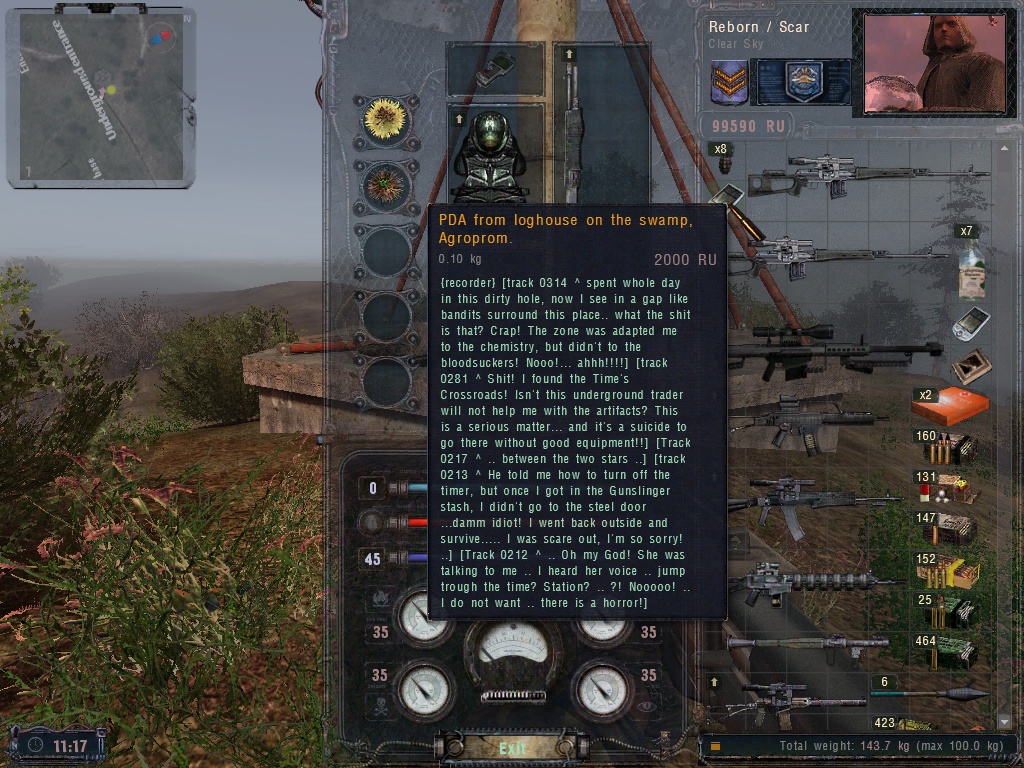 N
Underground entrance
base
1
Reborn / Scar
Clear Sky
99590 RU
x8
x7
PDA from loghouse on the swamp,
Agroprom.
0.10 kg
2000 RU
{recorder} [track 0314 ^ spent whole day
in this dirty hole, now I see in a gap like
bandits surround this place.. what the shit
is that? Crap! The zone was adapted me
to the chemistry, but didn't to the
bloodsuckers! Nooo!... ahhh!!!!] [track
0281 ^ Shit! I found the Time's
Crossroads! Isn't this underground trader
will not help me with the artifacts? This
is a serious matter... and it's a suicide to
go there without good equipment!!] [Track
0217 ^ .. between the two stars ..] [track
0213 ^ He told me how to turn off the
timer, but once I got in the Gunslinger
stash, I didn't go to the steel door
...damm idiot! I went back outside and
survive..... I was scare out, I'm so sorry!
..] [Track 0212 ^ .. Oh my God! She was
talking to me .. I heard her voice .. jump
trough the time? Station? .. ?! Nooooo! ..
I do not want .. there is a horror!]
x2
160
131
147
152
25
464
6
423
0
45
35
35
35
35
11:17
Exit
Total weight: 143.7 kg (max 100.0 kg)